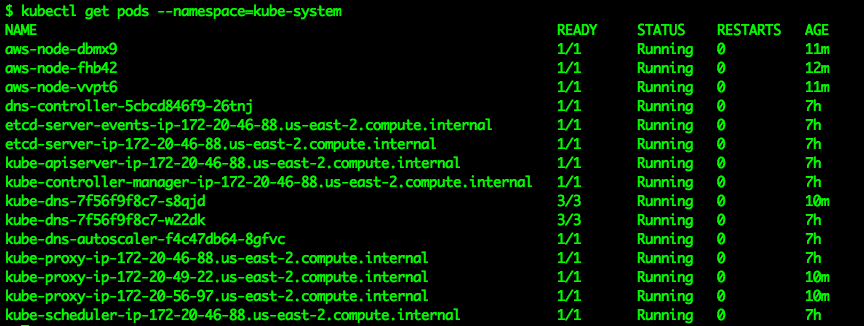 $ kubectl get pods --namespace=kube-system
NAME READY STATUS RESTARTS AGE
aws-node-dbmx9 1/1 Running 0 11m
aws-node-fhb42 1/1 Running 0 12m
aws-node-vvpt6 1/1 Running 0 11m
dns-controller-5cbcd846f9-26tnj 1/1 Running 0 7h
etcd-server-events-ip-172-20-46-88.us-east-2.compute.internal 1/1 Running 0 7h
etcd-server-ip-172-20-46-88.us-east-2.compute.internal 1/1 Running 0 7h
kube-apiserver-ip-172-20-46-88.us-east-2.compute.internal 1/1 Running 0 7h
kube-controller-manager-ip-172-20-46-88.us-east-2.compute.internal 1/1 Running 0 7h
kube-dns-7f56f9f8c7-s8qjd 3/3 Running 0 10m
kube-dns-7f56f9f8c7-w22dk 3/3 Running 0 7h
kube-dns-autoscaler-f4c47db64-8gfvc 1/1 Running 0 7h
kube-proxy-ip-172-20-46-88.us-east-2.compute.internal 1/1 Running 0 7h
kube-proxy-ip-172-20-49-22.us-east-2.compute.internal 1/1 Running 0 10m
kube-proxy-ip-172-20-56-97.us-east-2.compute.internal 1/1 Running 0 10m
kube-scheduler-ip-172-20-46-88.us-east-2.compute.internal 1/1 Running 0 7h